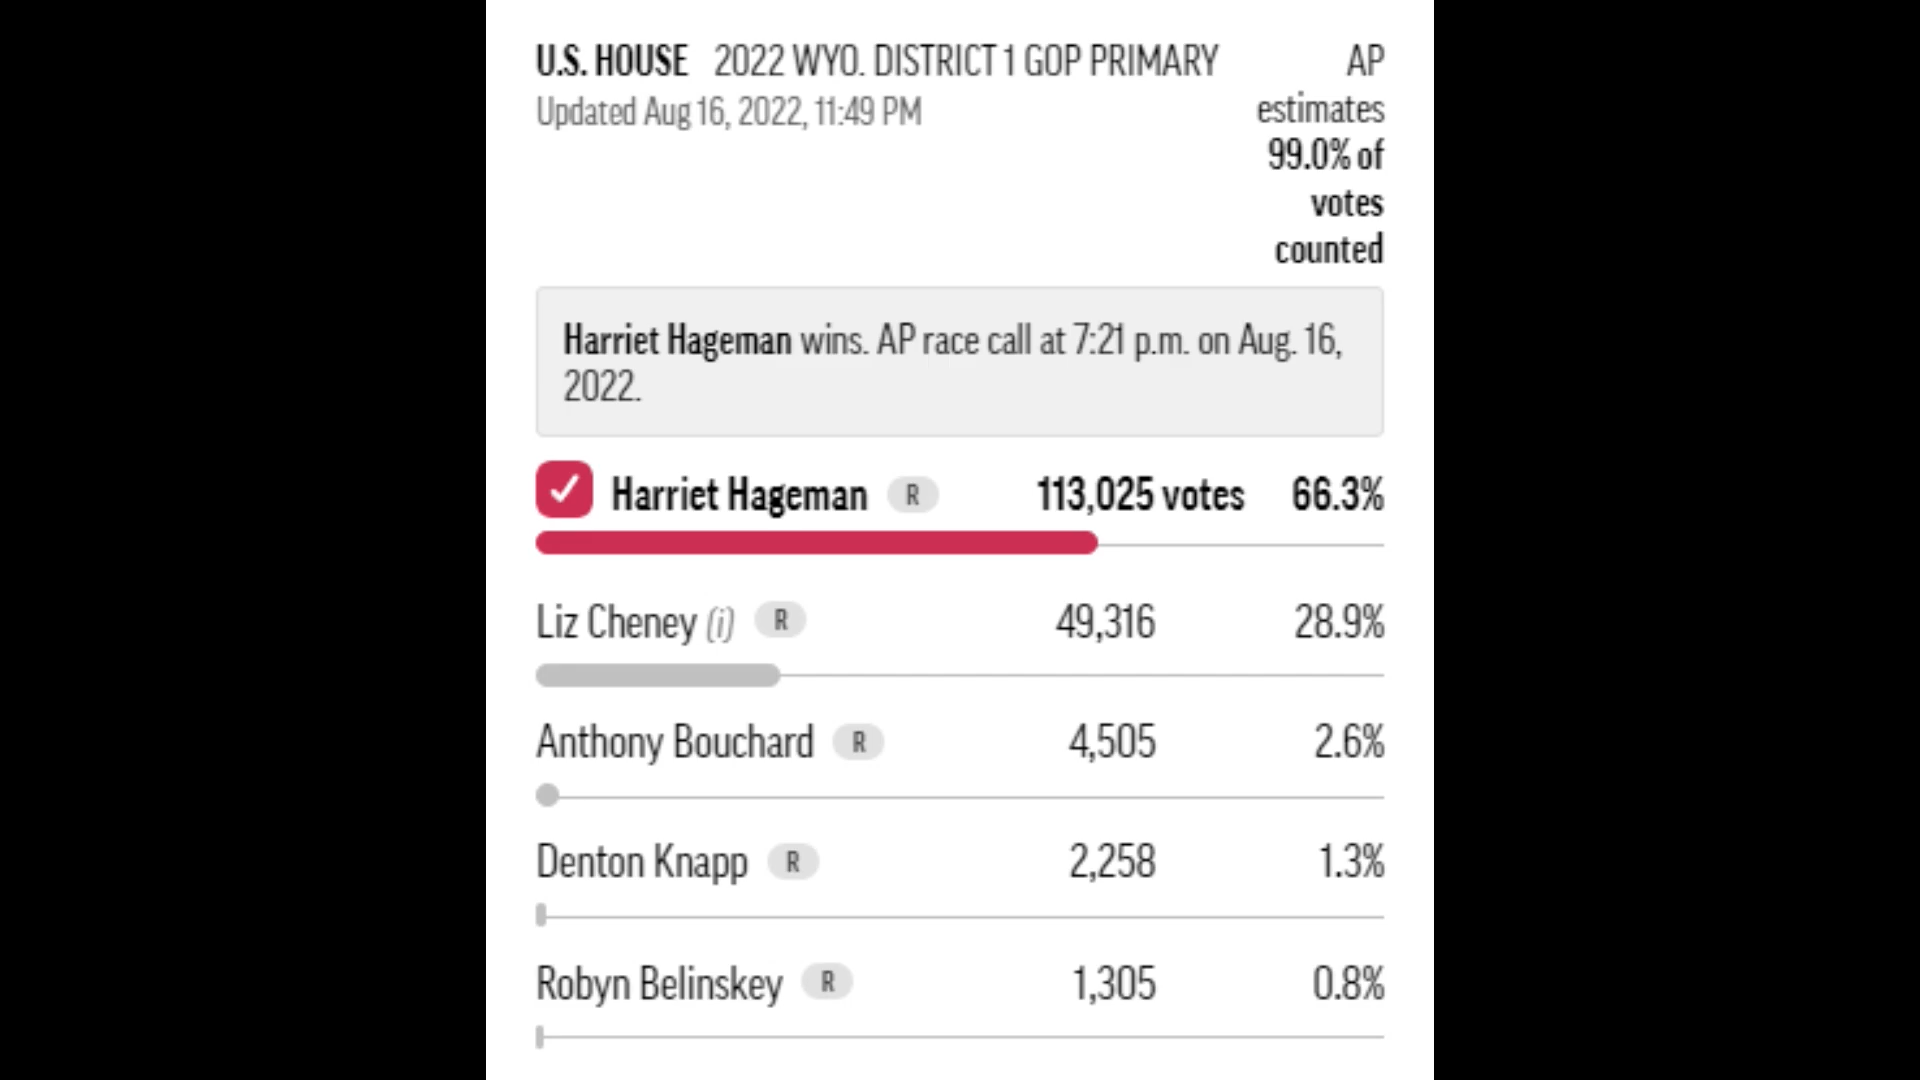 U.S. HOUSE 2022 WYO. DISTRICT 1 GOP PRIMARY
Updated Aug 16, 2022, 11:49 PM
AP
estimates
99.0% of
votes
counted
Harriet Hageman wins. AP race call at 7:21 p.m. on Aug. 16,
2022.
Harriet Hageman R 113,025 votes 66.3%
Liz Cheney (i) R 49,316 28.9%
Anthony Bouchard R 4,505 2.6%
Denton Knapp R 2,258 1.3%
Robyn Belinskey R 1,305 0.8%